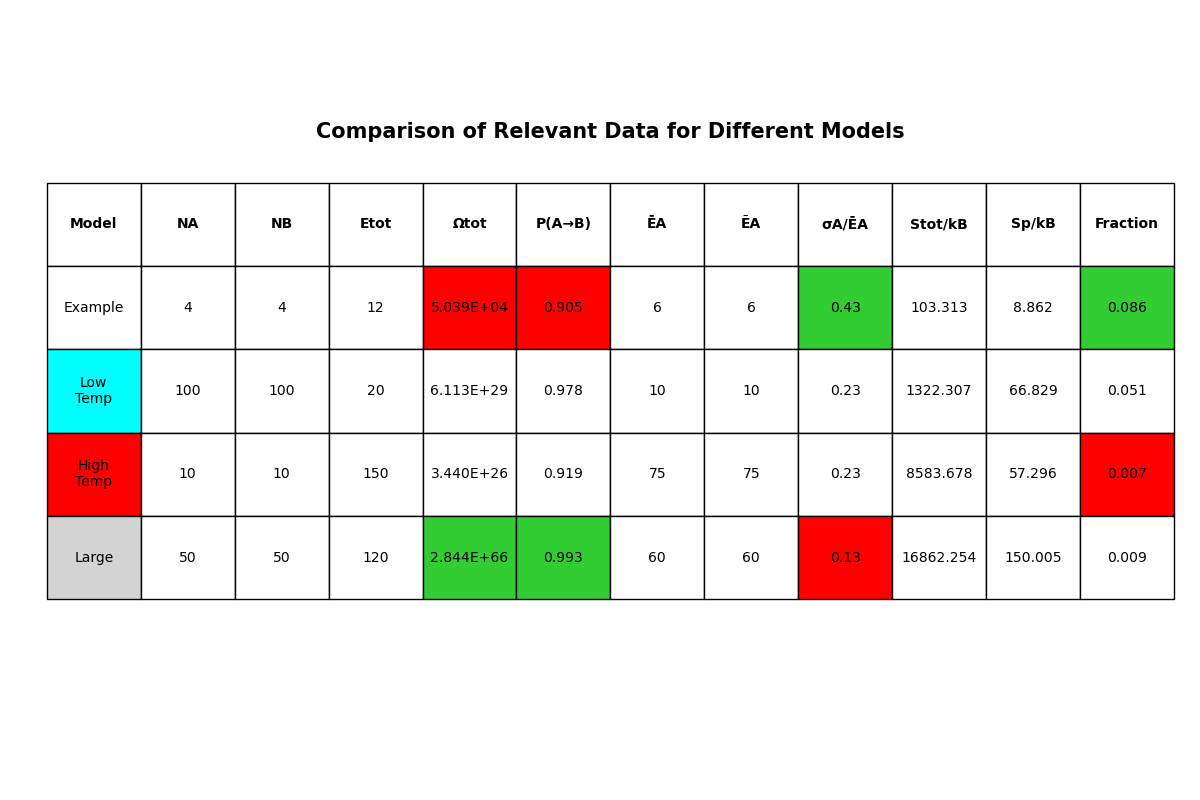 Comparison of Relevant Data for Different Models
Model NA NB Etot Ωtot P(A→B) ĒA ĒA σA/ĒA Stot/kB Sp/kB Fraction
Example 4 4 12 5.039E+04 0.905 6 6 0.43 103.313 8.862 0.086
Low
Temp 100 100 20 6.113E+29 0.978 10 10 0.23 1322.307 66.829 0.051
High
Temp 10 10 150 3.440E+26 0.919 75 75 0.23 8583.678 57.296 0.007
Large 50 50 120 2.844E+66 0.993 60 60 0.13 16862.254 150.005 0.009